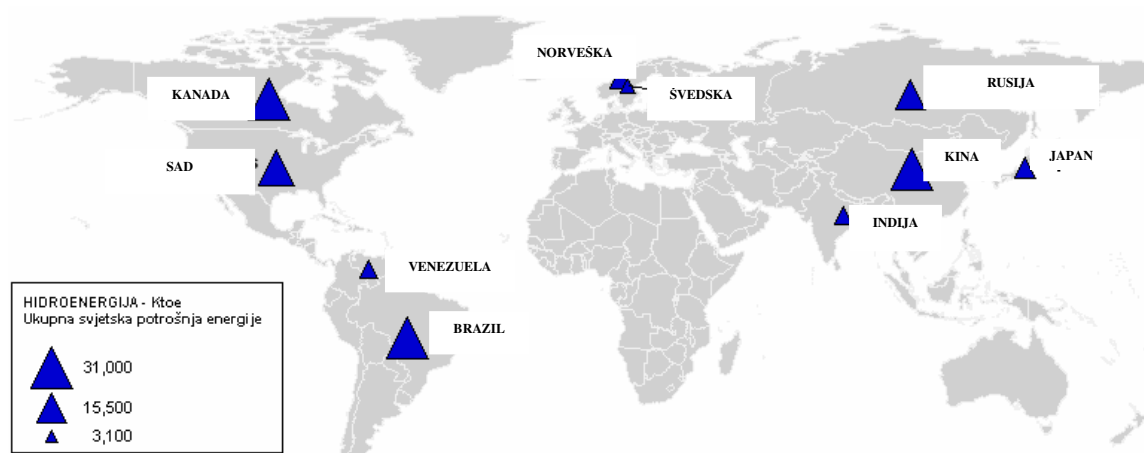 NORVEŠKA
KANADA
ŠVEDSKA
RUSIJA
SAD
KINA
JAPAN
INDIJA
VENEZUELA
BRAZIL
HIDROENERGIJA - Ktoe
Ukupna svjetska potrošnja energije
31,000
15,500
3,100